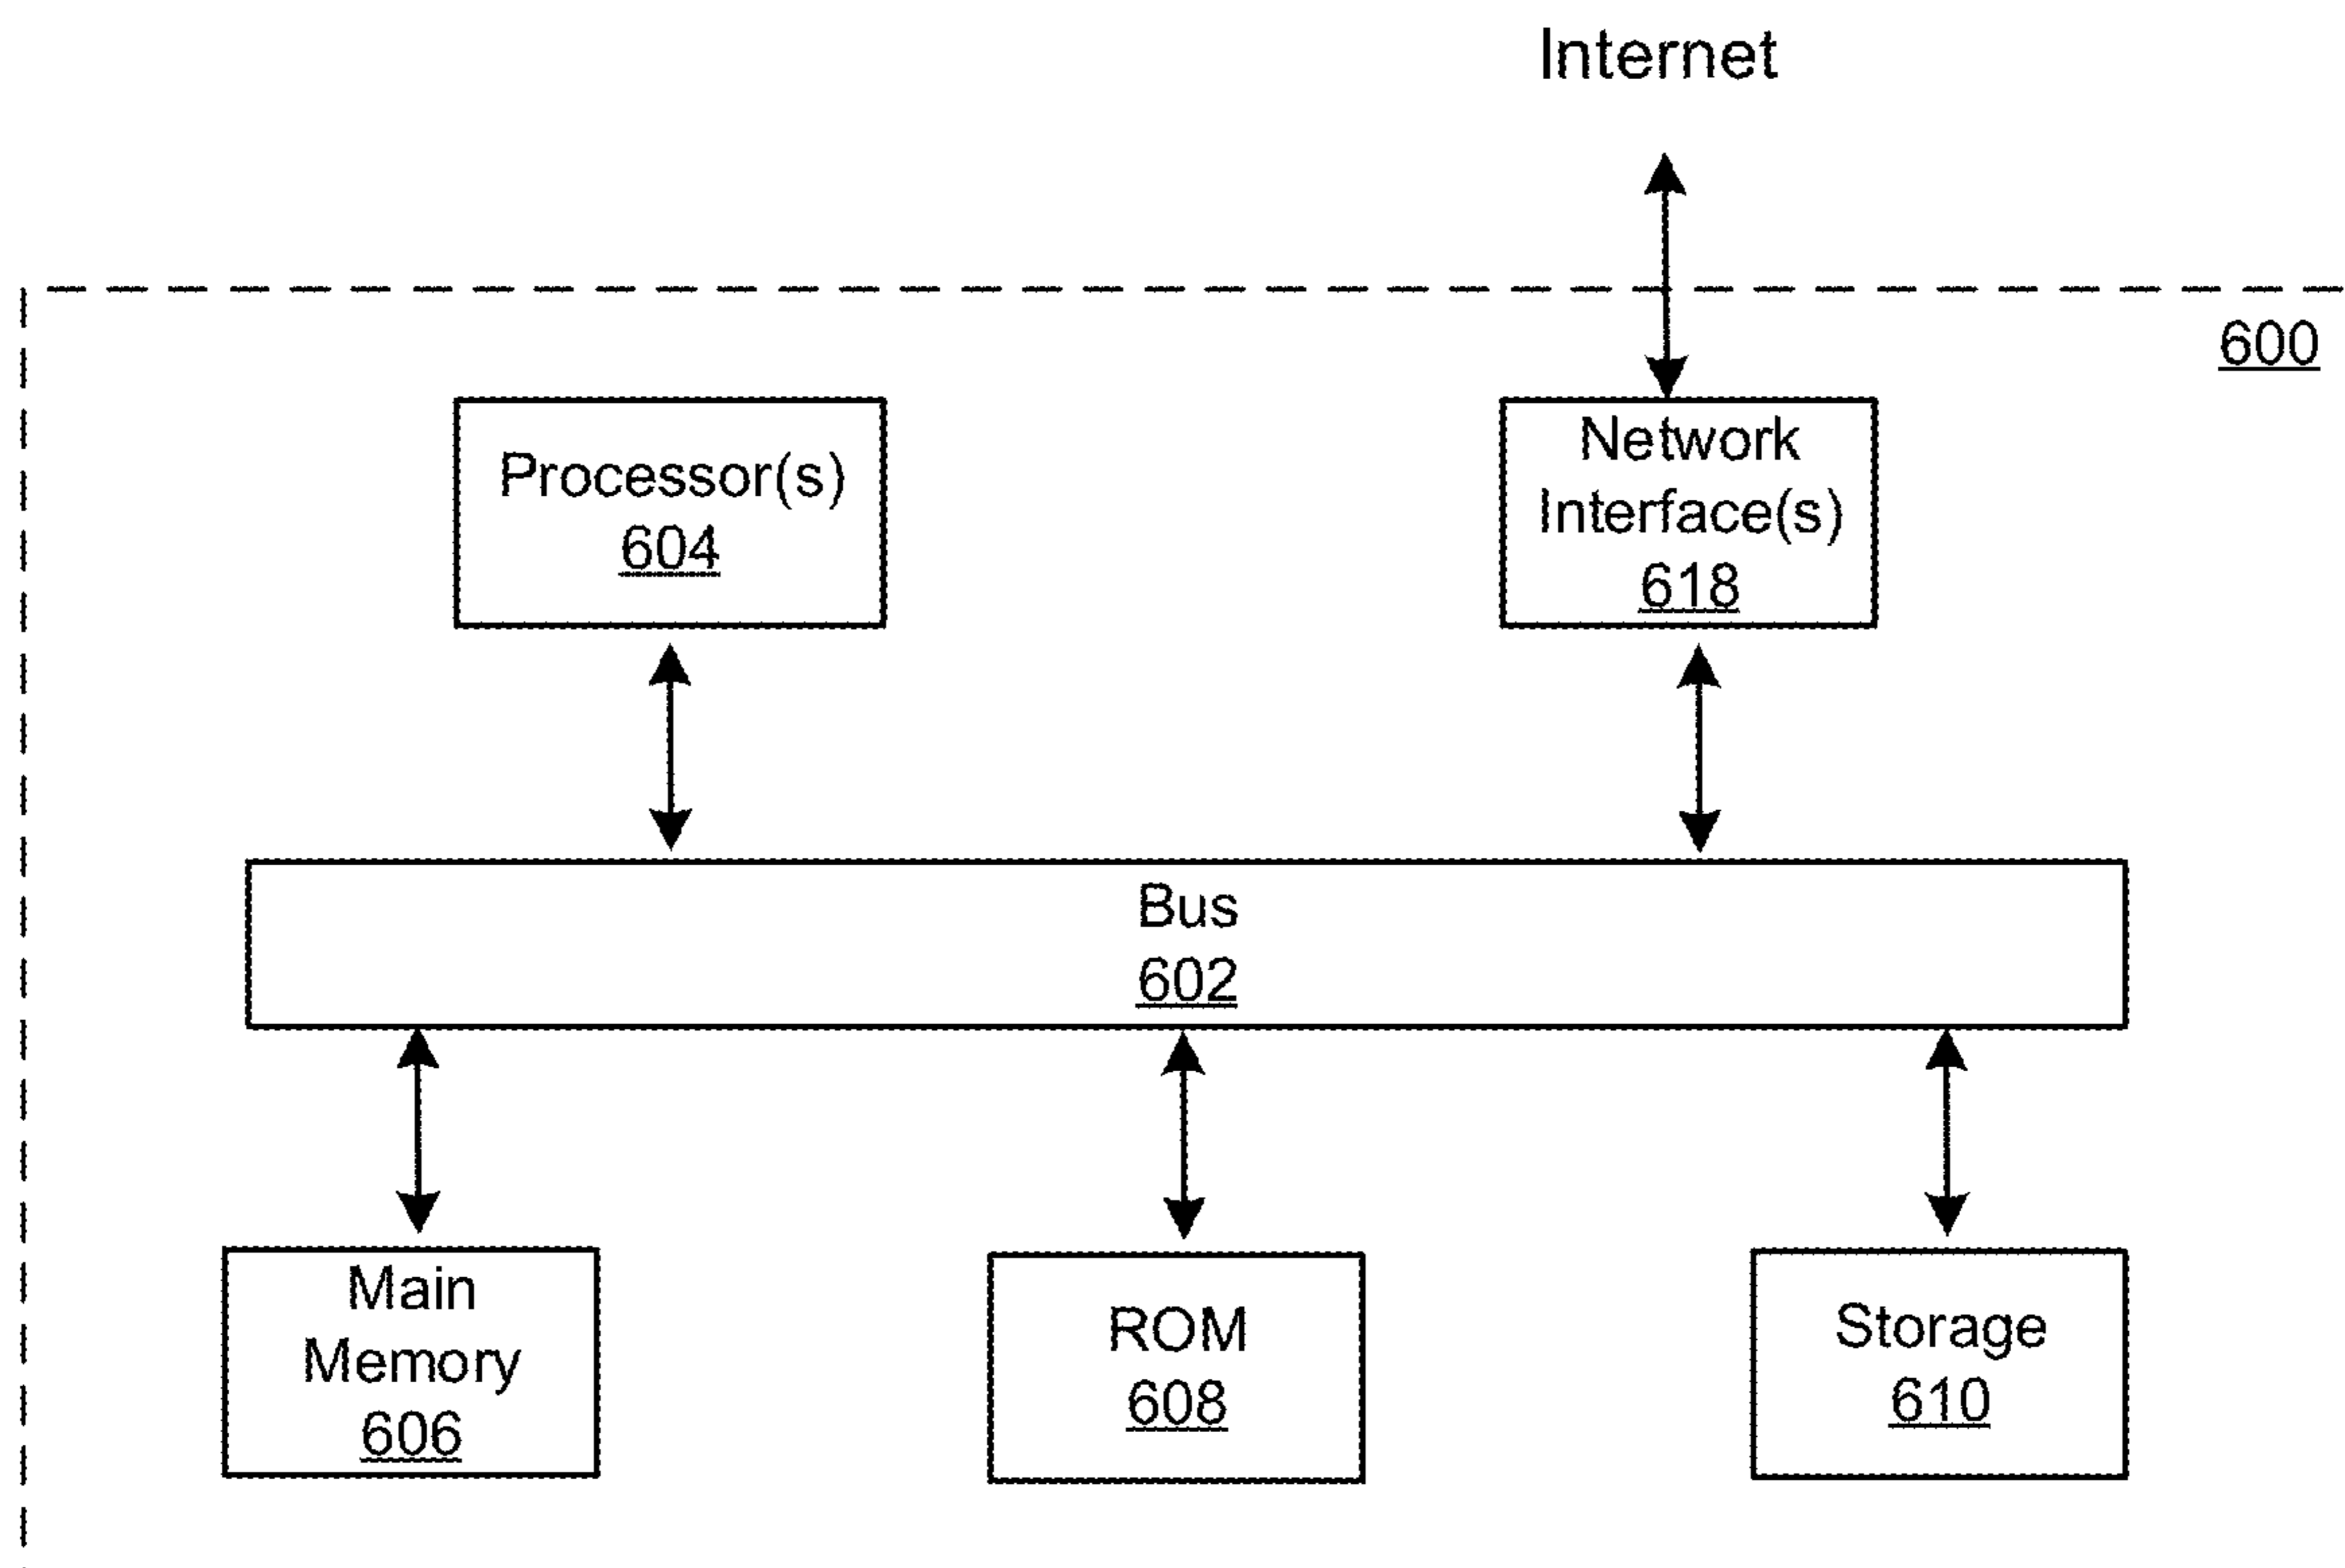 Internet
600
Processor(s)
604
Network
Interface(s)
618
Bus
602
Main
Memory
606
ROM
608
Storage
610